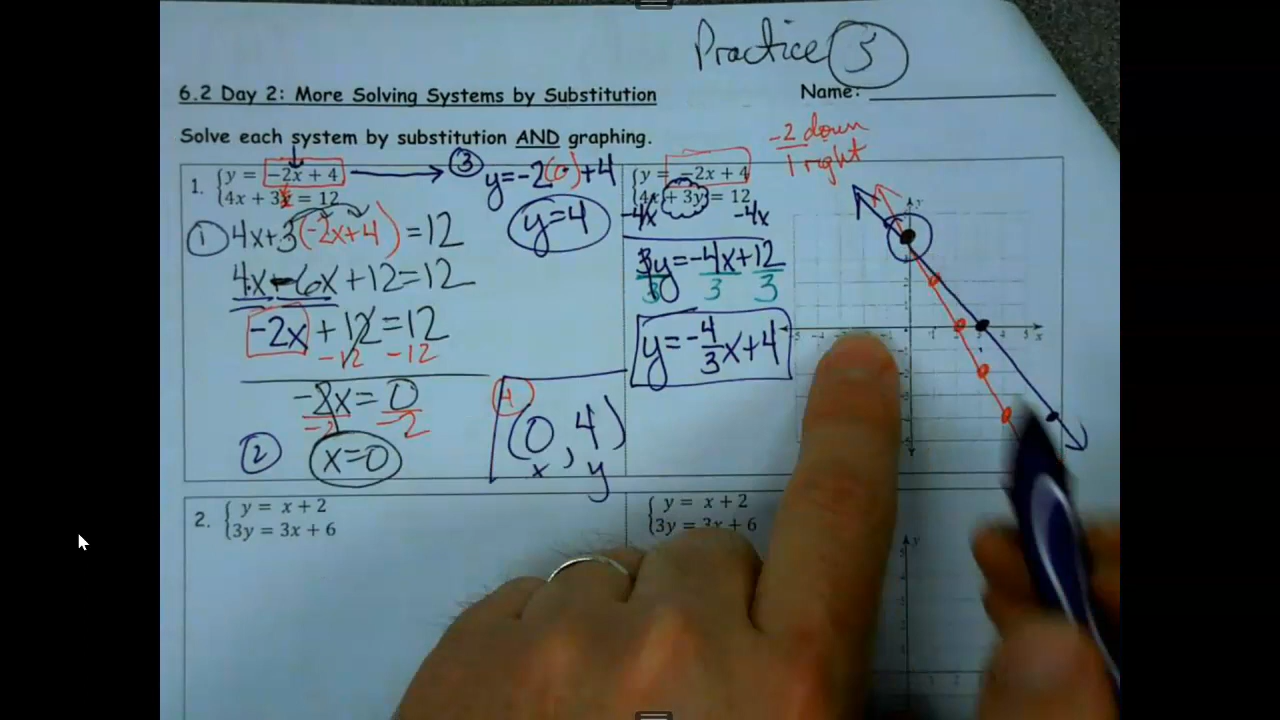 Practice 3
6.2 Day 2: More Solving Systems by Substitution
Name:
Solve each system by substitution AND graphing.
-2 down
1 right
1. y = -2x + 4
4x + 3y = 12
③ y=-2(0)+4
y=4
① 4x+3(-2x+4)=12
4x-6x+12=12
-2x+12=12
-12 -12
-2x=0
-2 -2
② x=0
4
(0,4)
x y
y = -2x + 4
4x + 3y = 12
-4x -4x
3y=-4x+12
3 3 3
y=-4/3x+4
y
x
2. y = x + 2
3y = 3x + 6
y = x + 2
3y = 3x + 6
y